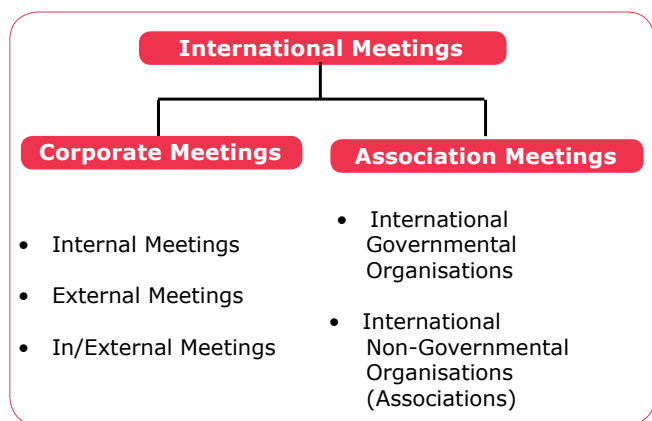 International Meetings
Corporate Meetings
• Internal Meetings
• External Meetings
• In/External Meetings
Association Meetings
• International
Governmental
Organisations
• International
Non-Governmental
Organisations
(Associations)